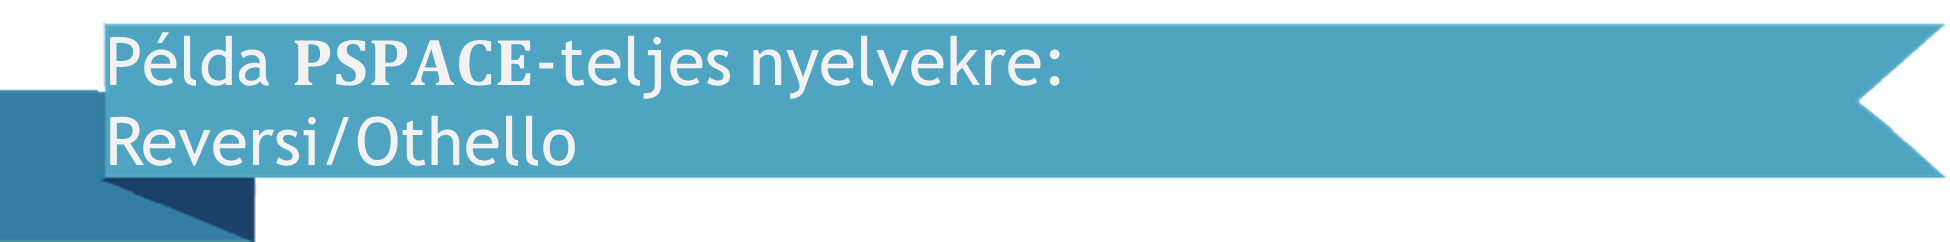 Példa PSPACE-teljes nyelvekre:
Reversi/Othello